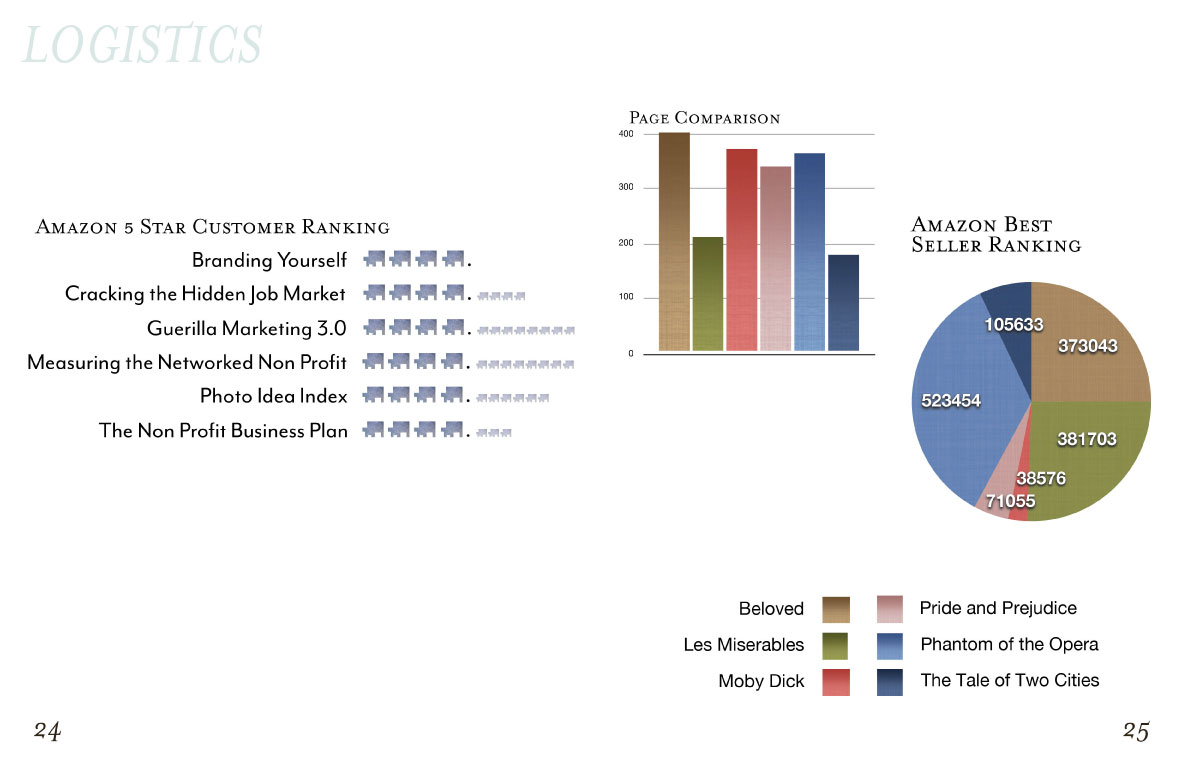 LOGISTICS
Amazon 5 Star Customer Ranking
Branding Yourself .
Cracking the Hidden Job Market .
Guerilla Marketing 3.0 .
Measuring the Networked Non Profit .
Photo Idea Index .
The Non Profit Business Plan .
Page Comparison
400
300
200
100
0
Amazon Best
Seller Ranking
105633
373043
523454
381703
38576
71055
Beloved
Pride and Prejudice
Les Miserables
Phantom of the Opera
Moby Dick
The Tale of Two Cities
24
25